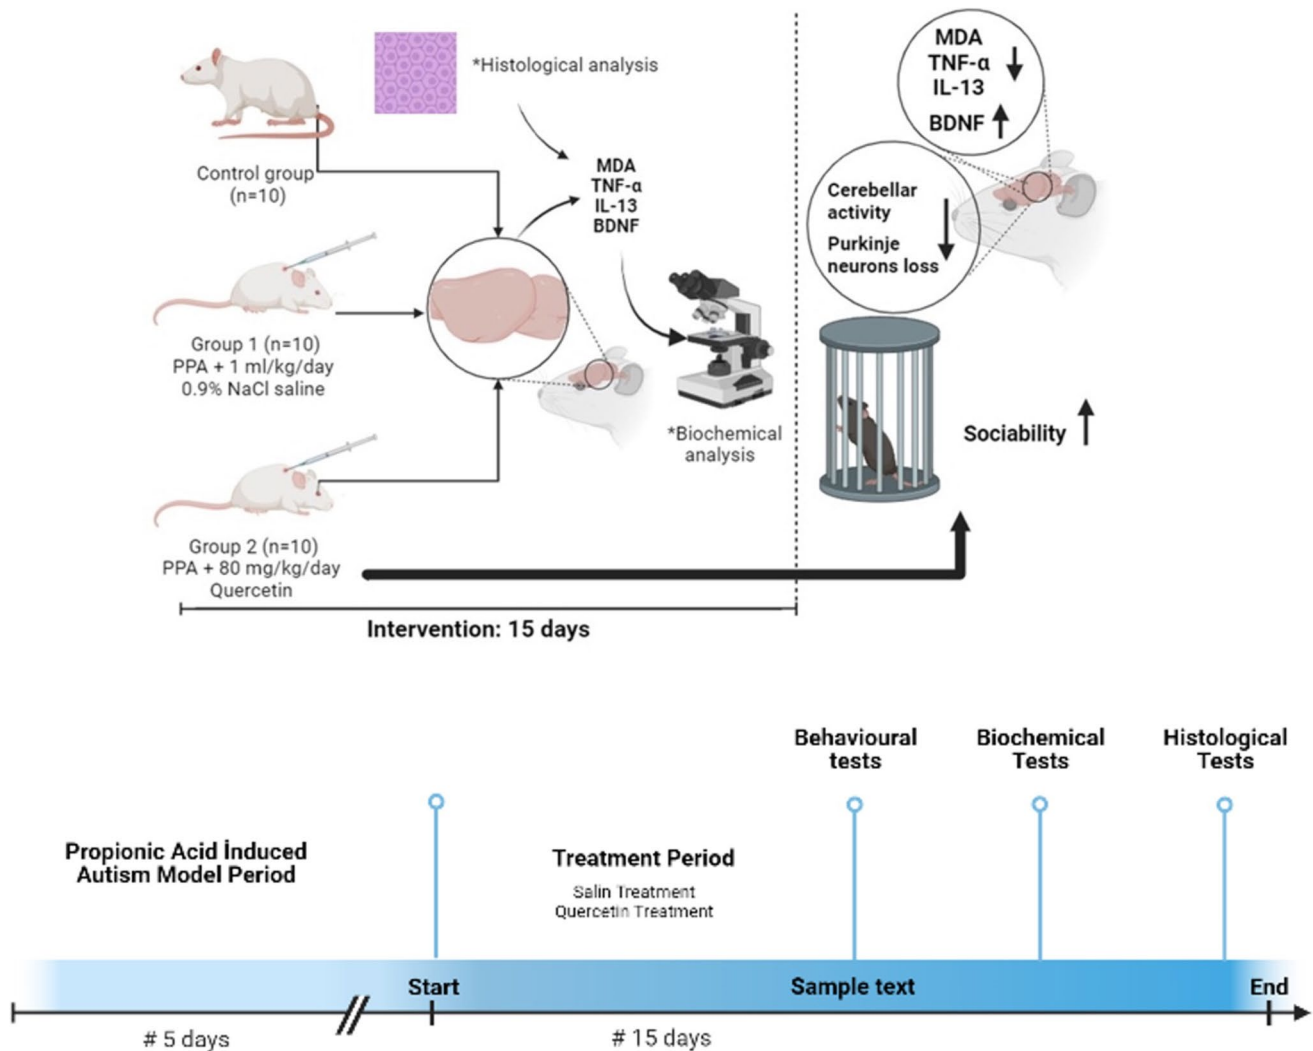 *Histological analysis
Control group
(n=10)
MDA
TNF-α
IL-13
BDNF
Group 1 (n=10)
PPA + 1 ml/kg/day
0.9% NaCl saline
*Biochemical
analysis
Group 2 (n=10)
PPA + 80 mg/kg/day
Quercetin
Intervention: 15 days
MDA
TNF-α
IL-13
BDNF
Cerebellar
activity
Purkinje
neurons loss
Sociability
Behavioural
tests
Biochemical
Tests
Histological
Tests
Propionic Acid İnduced
Autism Model Period
Treatment Period
Salin Treatment
Quercetin Treatment
Start
Sample text
End
# 5 days
# 15 days